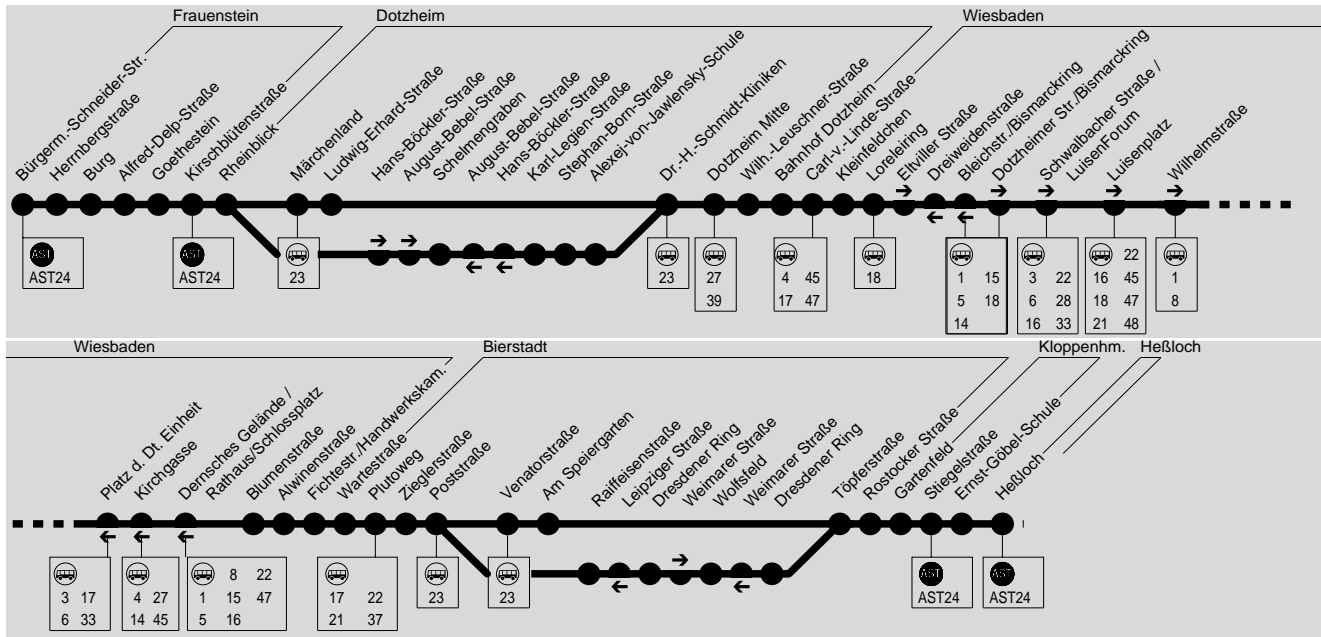 Frauenstein
Dotzheim
Wiesbaden
Bürgerm.-Schneider-Str.
Herrnbergstraße
Burg
Alfred-Delp-Straße
Goethestein
Kirschblütenstraße
Rheinblick
Märchenland
Ludwig-Erhard-Straße
Hans-Böckler-Straße
August-Bebel-Straße
Schelmengraben
August-Bebel-Straße
Hans-Böckler-Straße
Karl-Legien-Straße
Stephan-Born-Straße
Alexej-von-Jawlensky-Schule
Dr.-H.-Schmidt-Kliniken
Dotzheim Mitte
Wilh.-Leuschner-Straße
Bahnhof Dotzheim
Carl-v.-Linde-Straße
Kleinfeldchen
Loreleiring
Eltviller Straße
Dreiweidenstraße
Bleichstr./Bismarckring
Dotzheimer Str./Bismarckring
Schwalbacher Straße /
LuisenForum
Luisenplatz
Wilhelmstraße
AST
AST24
AST
AST24
23
23
27
39
4 45
17 47
18
1 15
5 18
14
3 22
6 28
16 33
22
16 45
18 47
21 48
1
8
Wiesbaden
Bierstadt
Kloppenhm.
Heßloch
Platz d. Dt. Einheit
Kirchgasse
Dernsches Gelände /
Rathaus/Schlossplatz
Blumenstraße
Alwinenstraße
Fichtestr./Handwerkskam.
Wartestraße
Plutoweg
Zieglerstraße
Poststraße
Venatorstraße
Am Speiergarten
Raiffeisenstraße
Leipziger Straße
Dresdener Ring
Weimarer Straße
Wolfsfeld
Weimarer Straße
Dresdener Ring
Töpferstraße
Rostocker Straße
Gartenfeld
Stiegelstraße
Ernst-Göbel-Schule
Heßloch
3 17
6 33
4 27
14 45
8 22
1 15 47
5 16
17 22
21 37
23
23
AST
AST24
AST
AST24